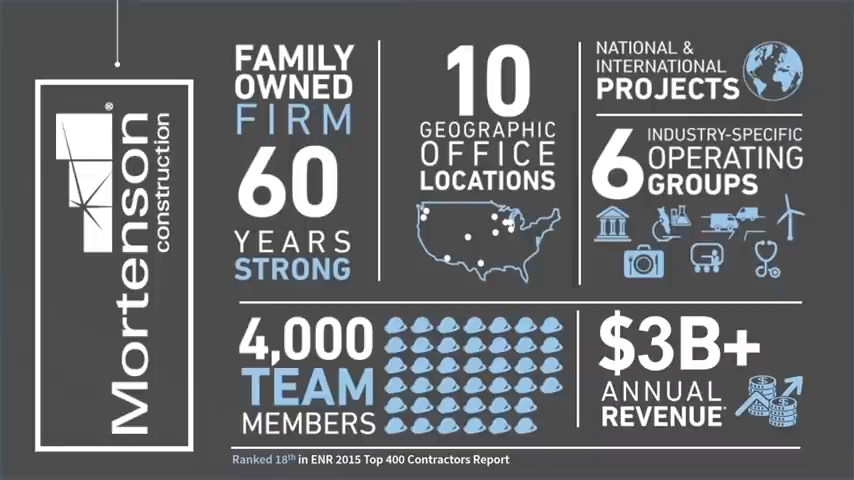 Mortenson®
construction
FAMILY
OWNED
FIRM
60
YEARS
STRONG
10
GEOGRAPHIC
OFFICE
LOCATIONS
NATIONAL &
INTERNATIONAL
PROJECTS
6 INDUSTRY-SPECIFIC
OPERATING
GROUPS
4,000
TEAM
MEMBERS
$3B+
ANNUAL
REVENUE*
Ranked 18th in ENR 2015 Top 400 Contractors Report